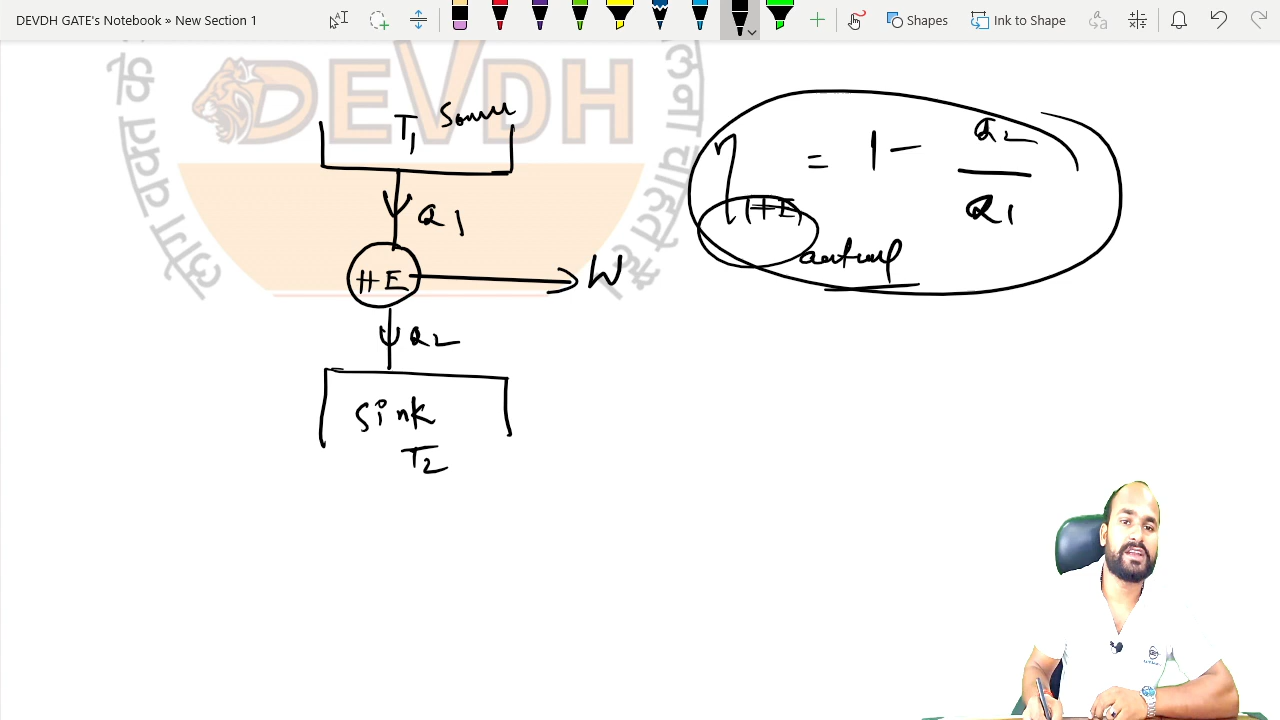 DEVDH GATE's Notebook » New Section 1
Shapes
Ink to Shape
DEVDH
T1 Source
Q1
HE
W
Q2
Sink
T2
η(HE) actual = 1 - Q2/Q1